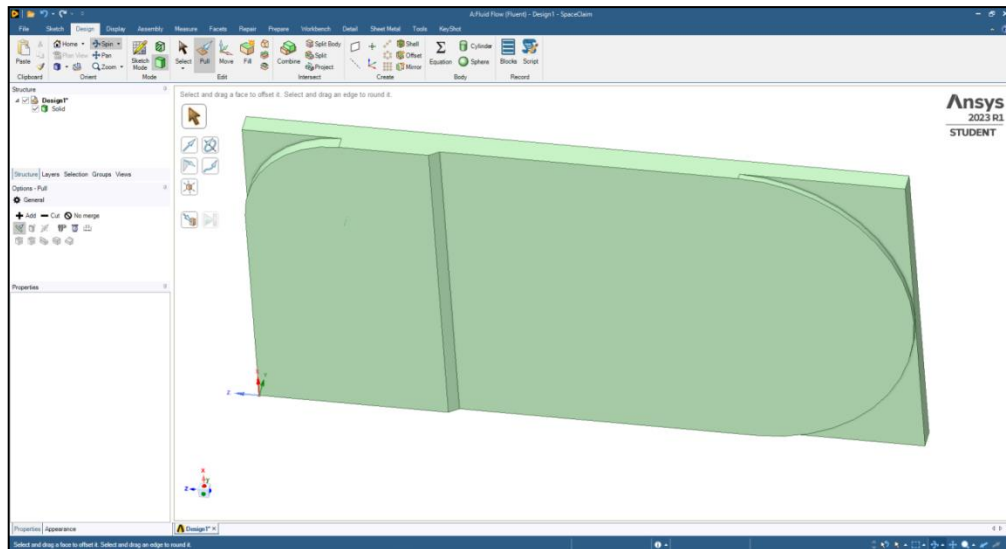 A:Fluid Flow (Fluent) - Design1 - SpaceClaim
File Sketch Design Display Assembly Measure Facets Repair Prepare Workbench Detail Sheet Metal Tools KeyShot
Home Spin Shell Split Body Cylinder
Plan View Pan Split Offset Sphere
Paste Zoom Sketch Mode Select Pull Move Fill Combine Project Mirror Equation Blocks Script
Clipboard Orient Mode Edit Intersect Create Body Record
Structure
Design1*
Solid
Structure Layers Selection Groups Views
Options - Pull
General
Add Cut No merge
Properties
Select and drag a face to offset it. Select and drag an edge to round it.
Ansys
2023 R1
STUDENT
Z
X
Y
Z
Properties Appearance
Design1*
Select and drag a face to offset it. Select and drag an edge to round it.